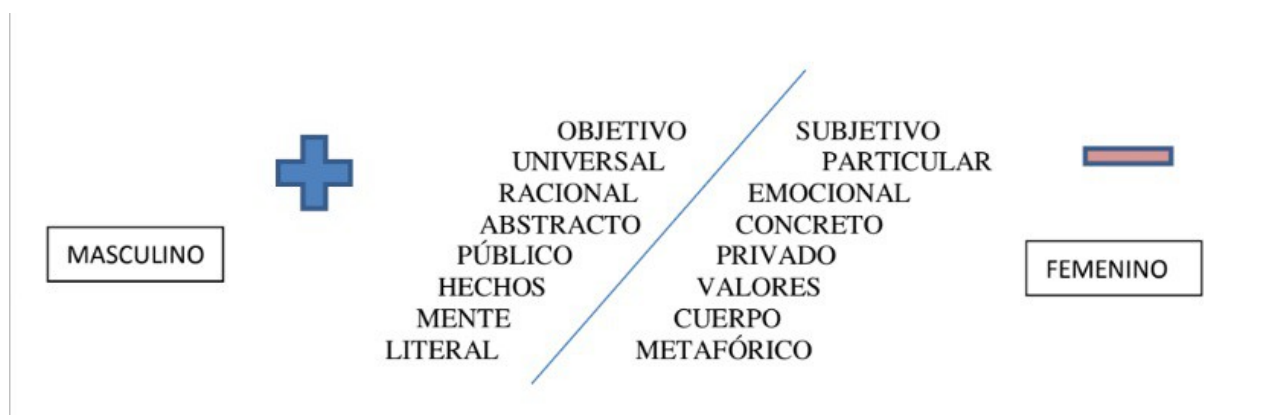 OBJETIVO SUBJETIVO
UNIVERSAL PARTICULAR
RACIONAL EMOCIONAL
ABSTRACTO CONCRETO
MASCULINO PÚBLICO PRIVADO FEMENINO
HECHOS VALORES
MENTE CUERPO
LITERAL METAFÓRICO